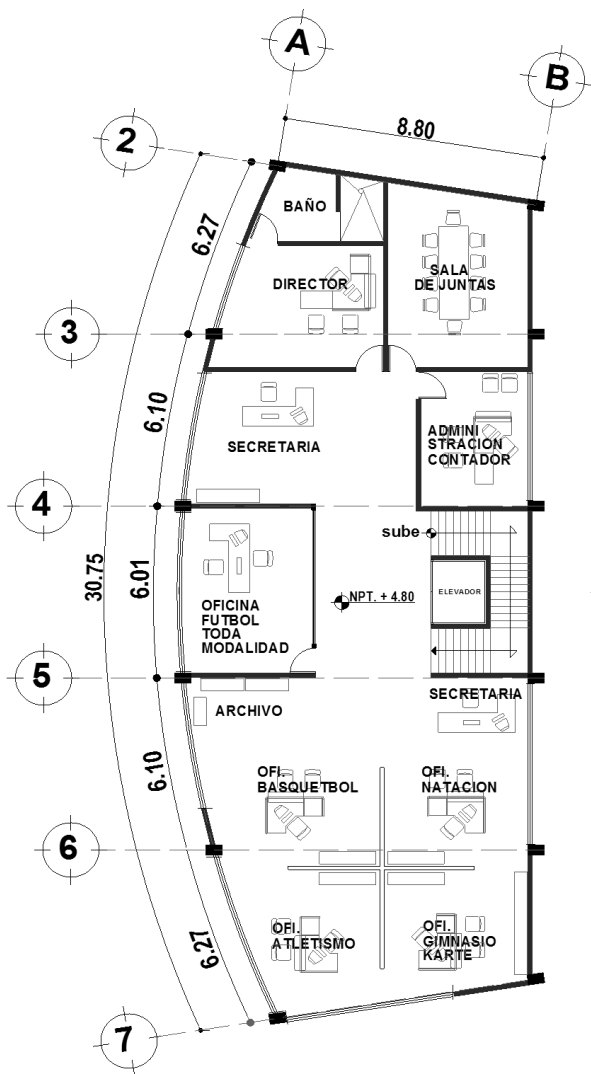 A
B
2
8.80
BAÑO
6.27
DIRECTOR
SALA
DE JUNTAS
3
6.10
SECRETARIA
ADMINI
STRACION
CONTADOR
4
sube
30.75
6.01
ELEVADOR
NPT. + 4.80
OFICINA
FUTBOL
TODA
MODALIDAD
5
SECRETARIA
ARCHIVO
6.10
OFI.
BASQUETBOL
OFI.
NATACION
6
6.27
OFI.
ATLETISMO
OFI.
GIMNASIO
KARTE
7